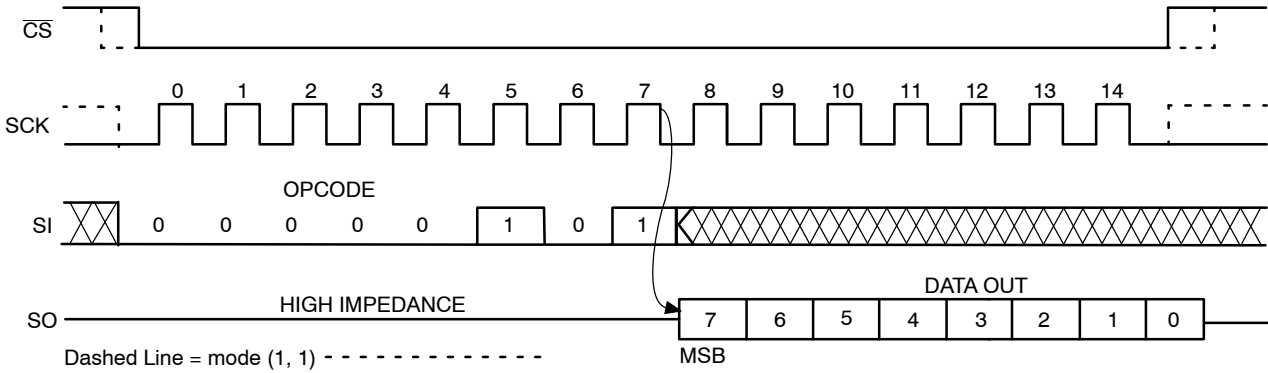 CS
0 1 2 3 4 5 6 7 8 9 10 11 12 13 14
SCK
OPCODE
SI 0 0 0 0 0 1 0 1
DATA OUT
HIGH IMPEDANCE
SO 7 6 5 4 3 2 1 0
Dashed Line = mode (1, 1) MSB